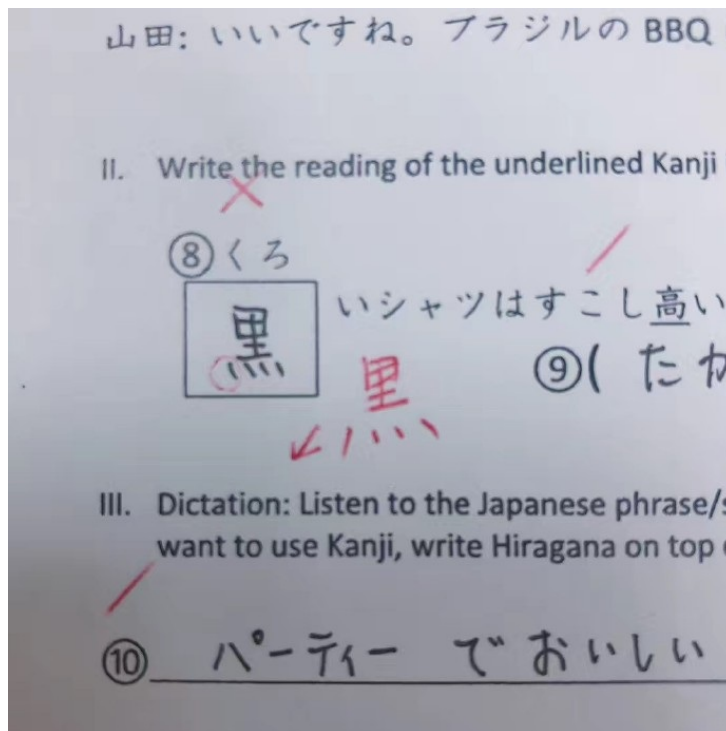 山田: いいですね。ブラジルの BBQ
II. Write the reading of the underlined Kanji
⑧くろ
黒 いシャツはすこし高い
黒 ⑨( たか
III. Dictation: Listen to the Japanese phrase/
want to use Kanji, write Hiragana on top
⑩ パーティー でおいしい